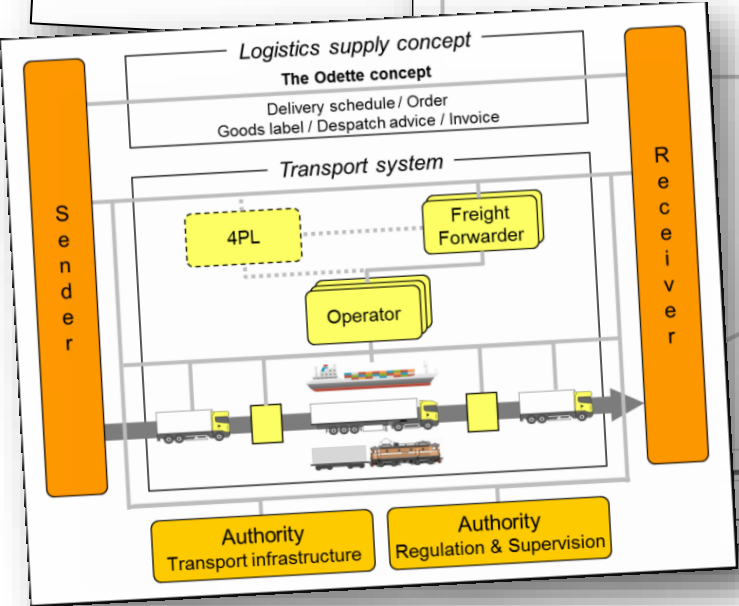 Logistics supply concept
The Odette concept
Delivery schedule / Order
Goods label / Despatch advice / Invoice
Transport system
Sender
Receiver
4PL
Freight
Forwarder
Operator
Authority
Transport infrastructure
Authority
Regulation & Supervision